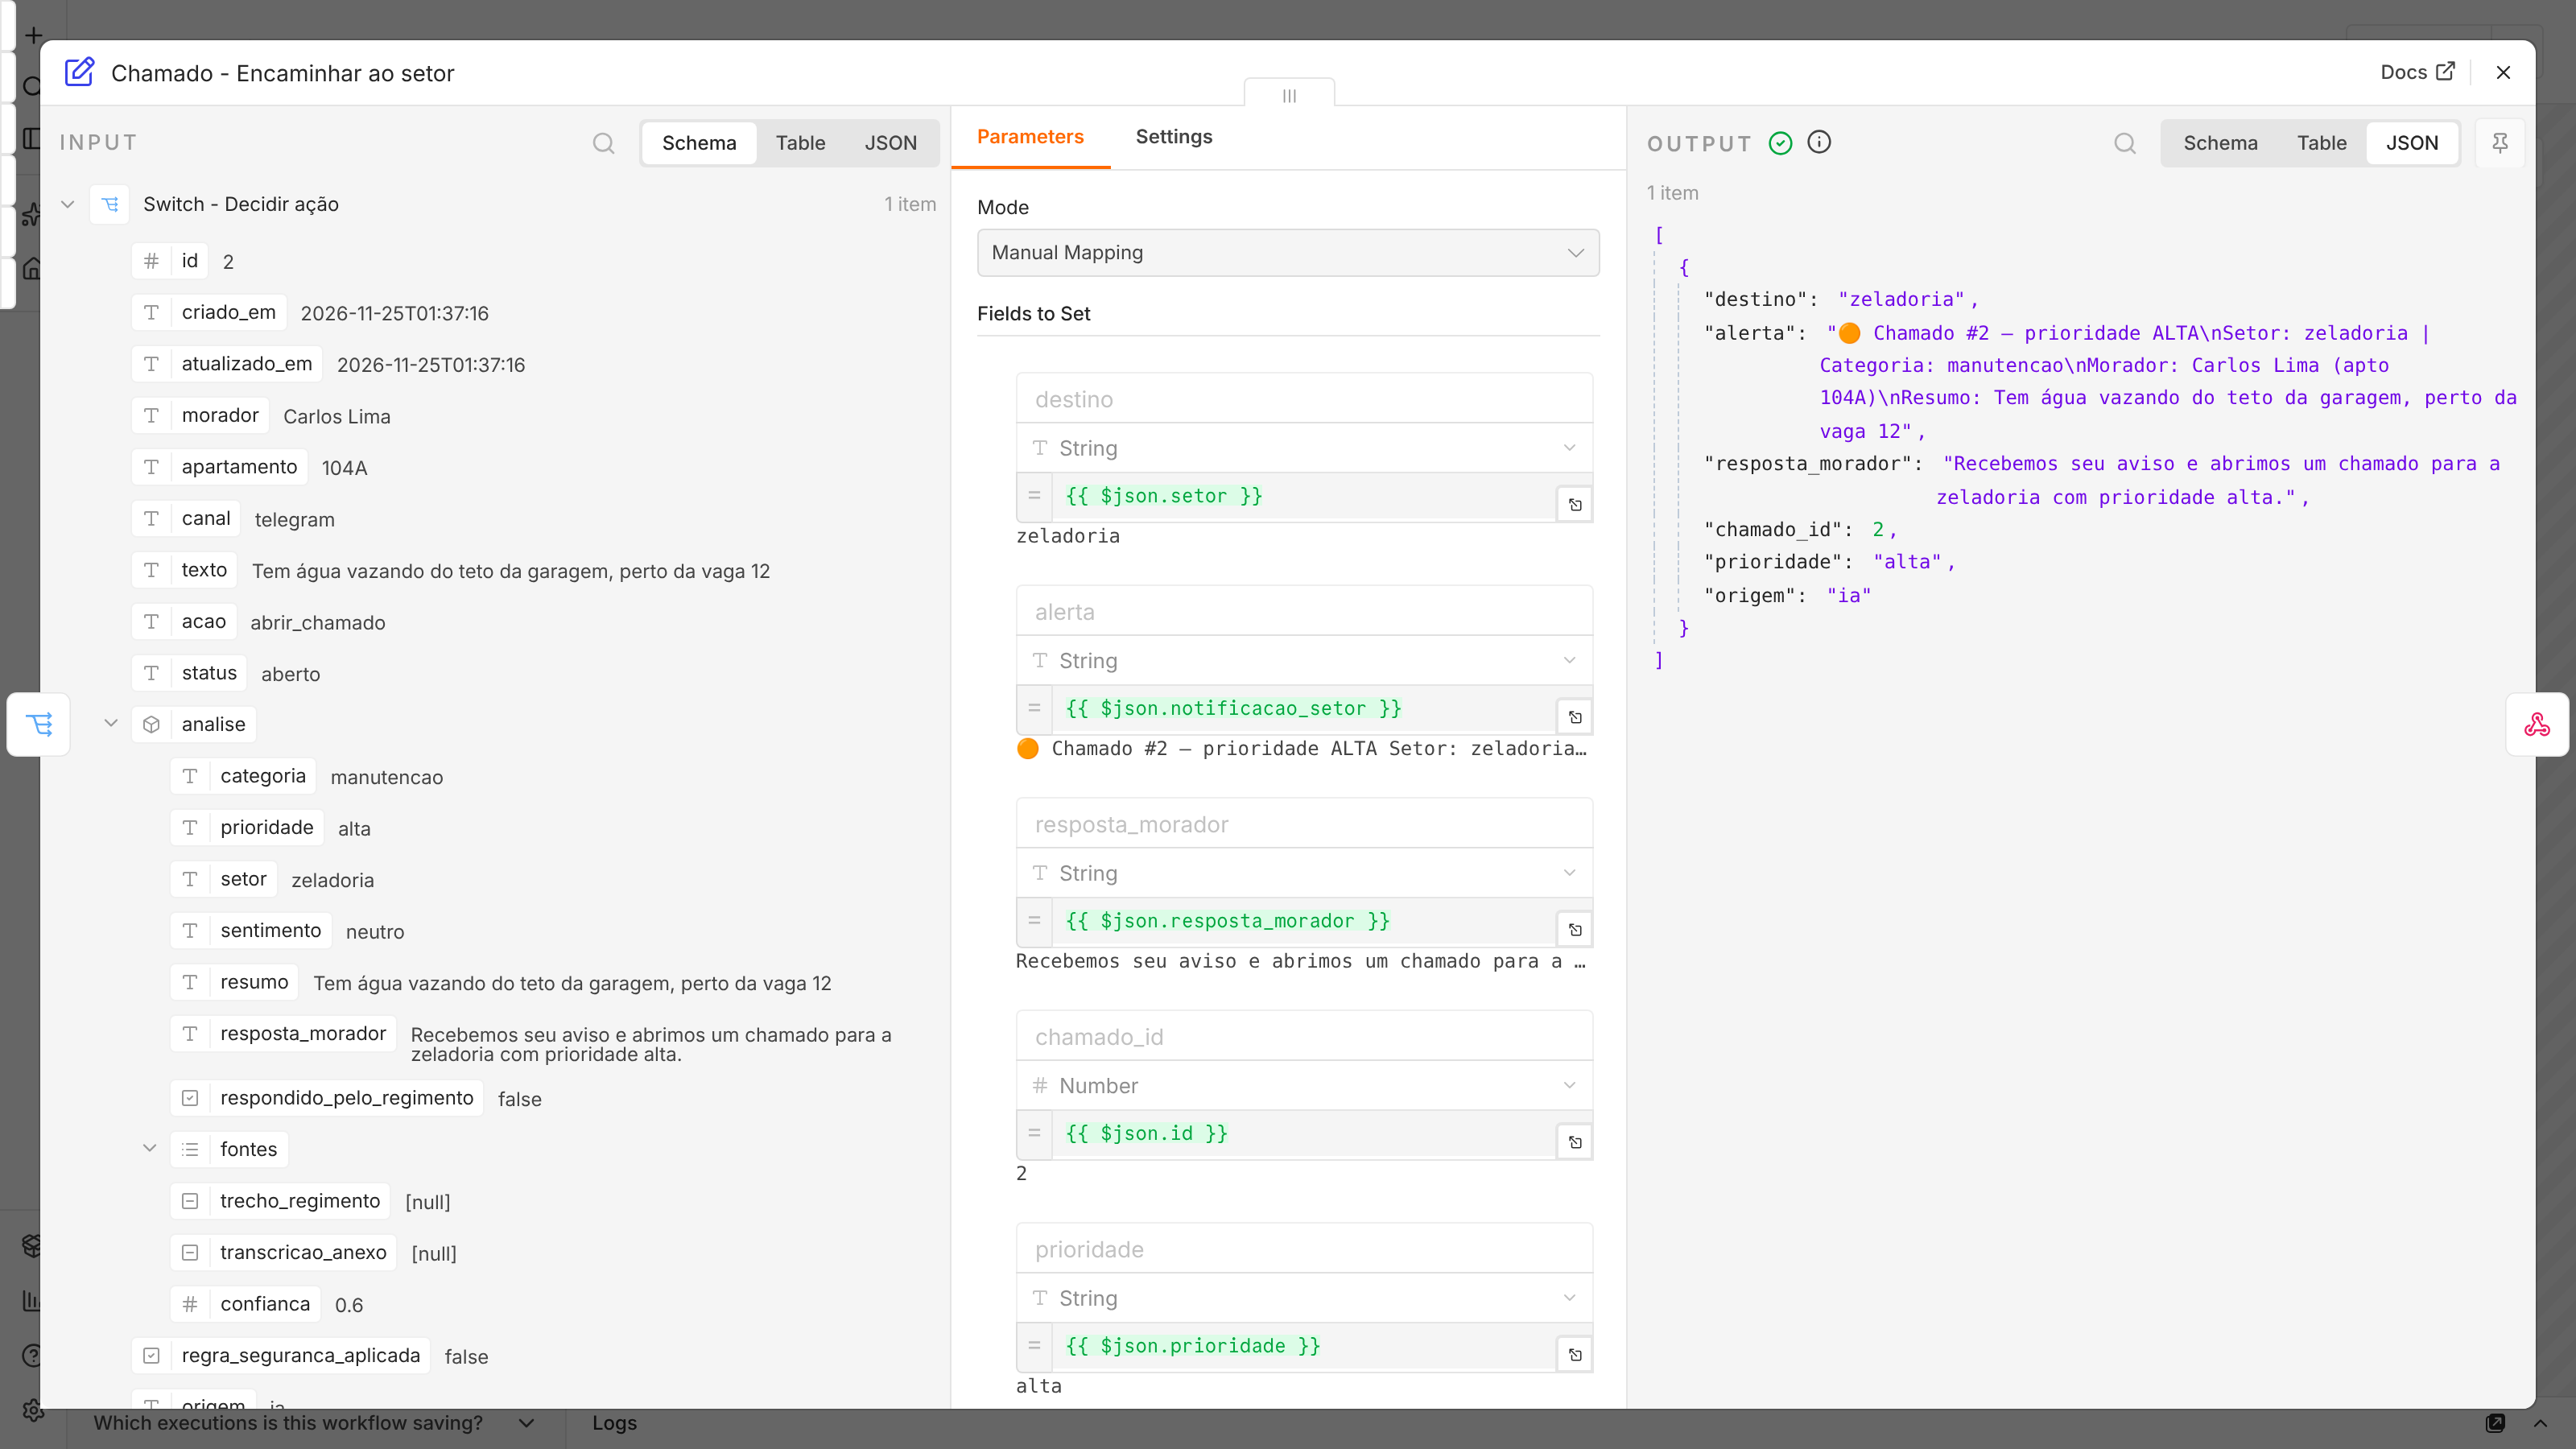 Chamado - Encaminhar ao setor
Docs
INPUT
Schema
Table
JSON
Switch - Decidir ação
1 item
id 2
criado_em 2026-11-25T01:37:16
atualizado_em 2026-11-25T01:37:16
morador Carlos Lima
apartamento 104A
canal telegram
texto Tem água vazando do teto da garagem, perto da vaga 12
acao abrir_chamado
status aberto
analise
categoria manutencao
prioridade alta
setor zeladoria
sentimento neutro
resumo Tem água vazando do teto da garagem, perto da vaga 12
resposta_morador Recebemos seu aviso e abrimos um chamado para a
zeladoria com prioridade alta.
respondido_pelo_regimento false
fontes
trecho_regimento [null]
transcricao_anexo [null]
confianca 0.6
regra_seguranca_aplicada false
origem ia
Parameters
Settings
Mode
Manual Mapping
Fields to Set
destino
String
= {{ $json.setor }}
zeladoria
alerta
String
= {{ $json.notificacao_setor }}
🟠 Chamado #2 — prioridade ALTA Setor: zeladoria…
resposta_morador
String
= {{ $json.resposta_morador }}
Recebemos seu aviso e abrimos um chamado para a …
chamado_id
# Number
= {{ $json.id }}
2
prioridade
String
= {{ $json.prioridade }}
alta
OUTPUT
Schema
Table
JSON
1 item
[
{
"destino": "zeladoria",
"alerta": "🟠 Chamado #2 — prioridade ALTA\nSetor: zeladoria |
Categoria: manutencao\nMorador: Carlos Lima (apto
104A)\nResumo: Tem água vazando do teto da garagem, perto da
vaga 12",
"resposta_morador": "Recebemos seu aviso e abrimos um chamado para a
zeladoria com prioridade alta.",
"chamado_id": 2,
"prioridade": "alta",
"origem": "ia"
}
]
Which executions is this workflow saving?
Logs